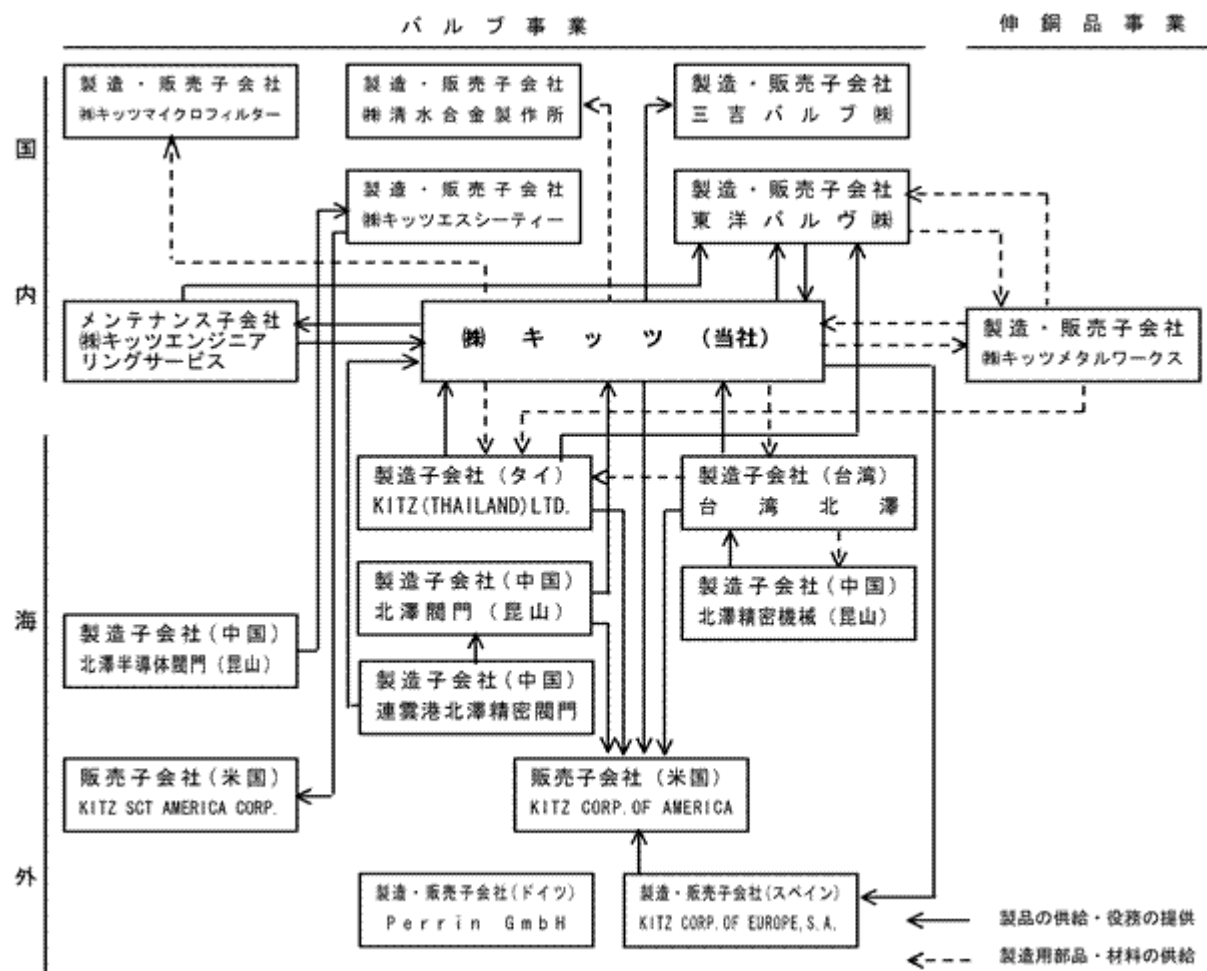 バルブ事業
伸銅品事業
国内
製造・販売子会社
㈱キッツマイクロフィルター
製造・販売子会社
㈱清水合金製作所
製造・販売子会社
三吉バルブ㈱
製造・販売子会社
㈱キッツエスシーティー
製造・販売子会社
東洋バルヴ㈱
メンテナンス子会社
㈱キッツエンジニア
リングサービス
㈱キッツ(当社)
製造・販売子会社
㈱キッツメタルワークス
海外
製造子会社(タイ)
KITZ(THAILAND)LTD.
製造子会社(台湾)
台湾北澤
製造子会社(中国)
北澤閥門(昆山)
製造子会社(中国)
北澤精密機械(昆山)
製造子会社(中国)
北澤半導体閥門(昆山)
製造子会社(中国)
連雲港北澤精密閥門
販売子会社(米国)
KITZ SCT AMERICA CORP.
販売子会社(米国)
KITZ CORP.OF AMERICA
製造・販売子会社(ドイツ)
Perrin GmbH
製造・販売子会社(スペイン)
KITZ CORP.OF EUROPE,S.A.
製品の供給・役務の提供
製造用部品・材料の供給